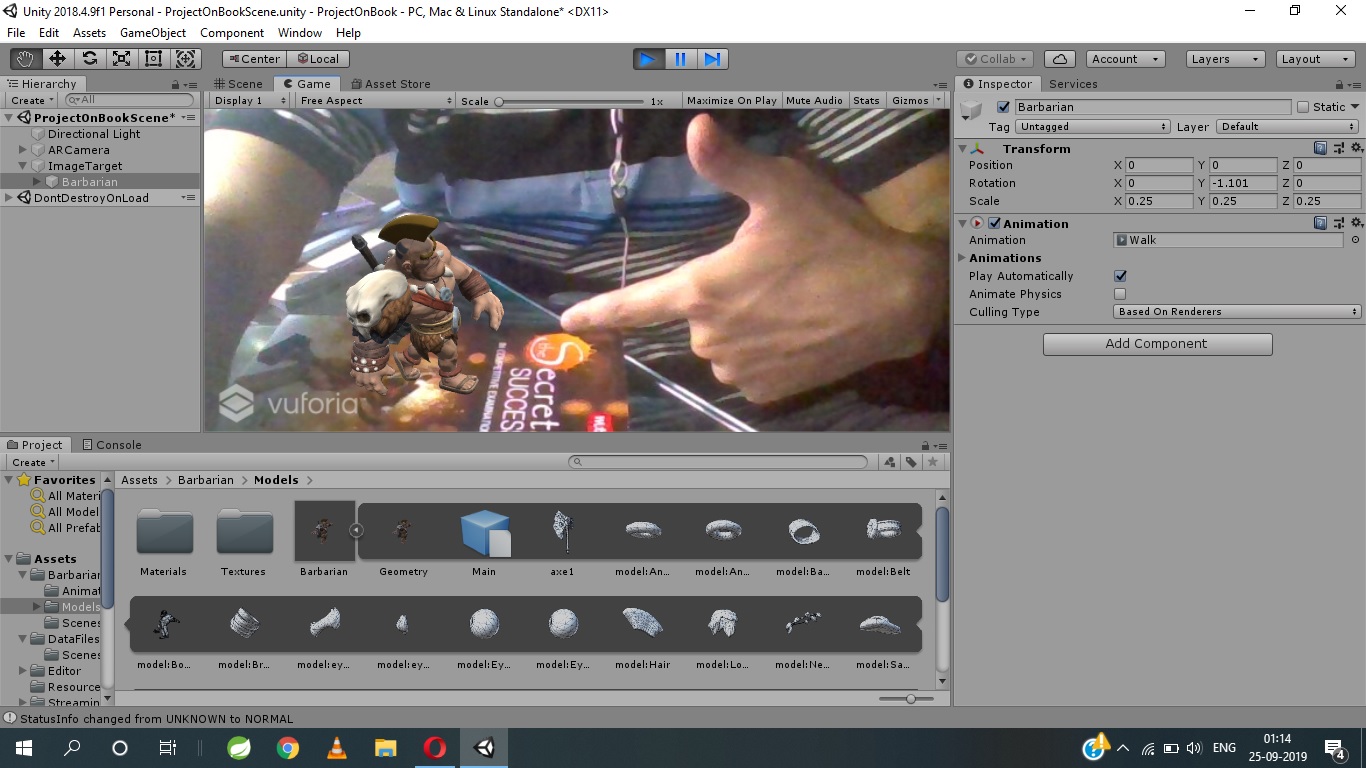 Unity 2018.4.9f1 Personal - ProjectOnBookScene.unity - ProjectOnBook - PC, Mac & Linux Standalone* <DX11>
File Edit Assets GameObject Component Window Help
Center Local Collab Account Layers Layout
Hierarchy
Create All
ProjectOnBookScene*
Directional Light
ARCamera
ImageTarget
Barbarian
DontDestroyOnLoad
Scene Game Asset Store
Display 1 Free Aspect Scale 1x Maximize On Play Mute Audio Stats Gizmos
the
Secret
SUCCES
IN COMPETITIVE EXAMINATION
vuforia
Inspector Services
Barbarian Static
Tag Untagged Layer Default
Transform
Position X 0 Y 0 Z 0
Rotation X 0 Y -1.101 Z 0
Scale X 0.25 Y 0.25 Z 0.25
Animation
Animation Walk
Animations
Play Automatically
Animate Physics
Culling Type Based On Renderers
Add Component
Project Console
Create
Favorites
All Materi
All Model
All Prefab
Assets
Barbarian
Animat
Models
Scenes
DataFiles
Scenes
Editor
Resource
Streamin
Assets > Barbarian > Models >
Materials Textures Barbarian Geometry Main axe1 model:An... model:An... model:Ba... model:Belt
model:Bo... model:Br... model:ey... model:ey... model:Ey... model:Ey... model:Hair model:Lo... model:Ne... model:Sa...
StatusInfo changed from UNKNOWN to NORMAL
ENG 01:14
25-09-2019
4